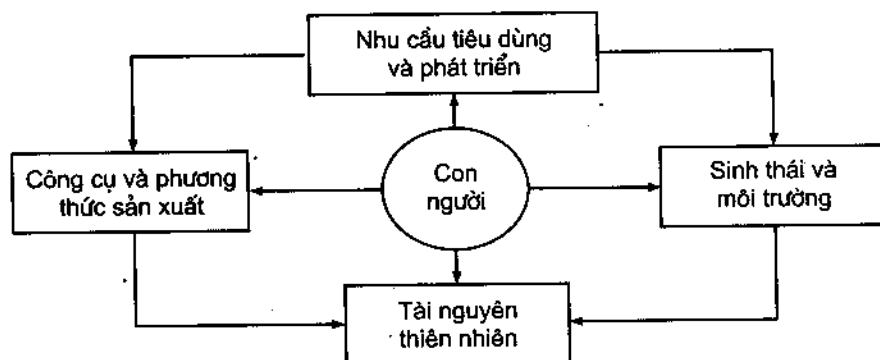 Nhu cầu tiêu dùng
và phát triển
Công cụ và phương
thức sản xuất
Con
người
Sinh thái và
môi trường
Tài nguyên
thiên nhiên